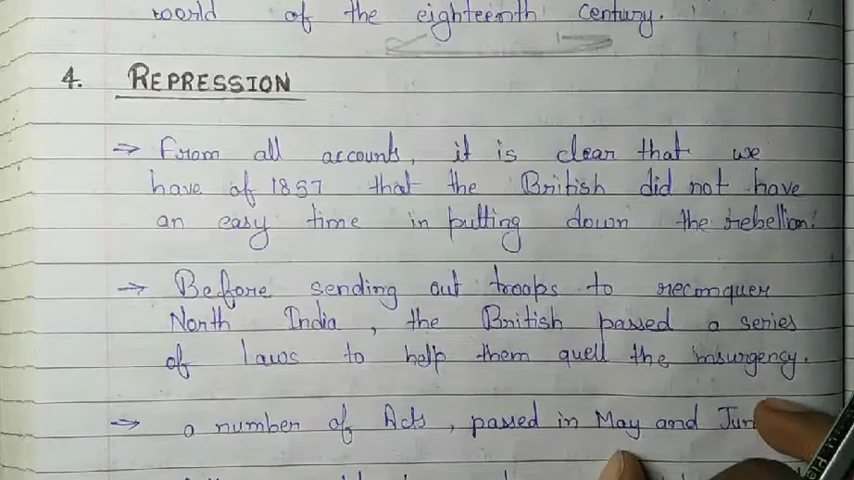 world of the eighteenth century.
4. REPRESSION
→ From all accounts, it is clear that we
have of 1857 that the British did not have
an easy time in putting down the rebellion.
→ Before sending out troops to reconquer
North India, the British passed a series
of laws to help them quell the insurgency.
→ a number of Acts, passed in May and